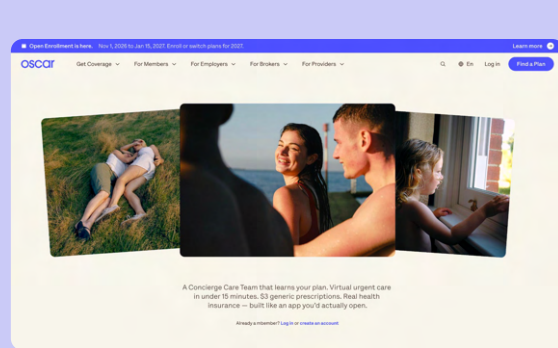 Open Enrollment is here. Nov 1, 2026 to Jan 15, 2027. Enroll or switch plans for 2027. Learn more
oscar Get Coverage For Members For Employers For Brokers For Providers En Log in Find a Plan
A Concierge Care Team that learns your plan. Virtual urgent care
in under 15 minutes. $3 generic prescriptions. Real health
insurance — built like an app you'd actually open.
Already a member? Log in or create an account